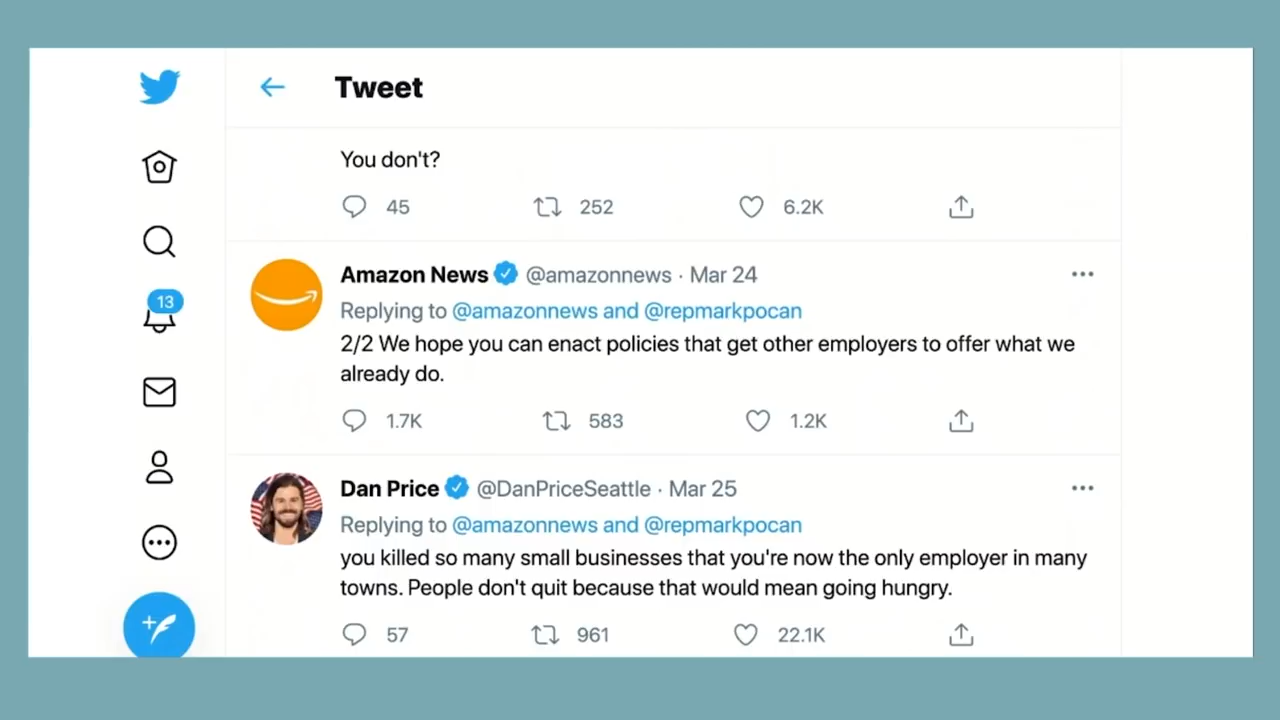 Tweet
You don't?
45 252 6.2K
13
Amazon News @amazonnews · Mar 24
Replying to @amazonnews and @repmarkpocan
2/2 We hope you can enact policies that get other employers to offer what we
already do.
1.7K 583 1.2K
Dan Price @DanPriceSeattle · Mar 25
Replying to @amazonnews and @repmarkpocan
you killed so many small businesses that you're now the only employer in many
towns. People don't quit because that would mean going hungry.
57 961 22.1K